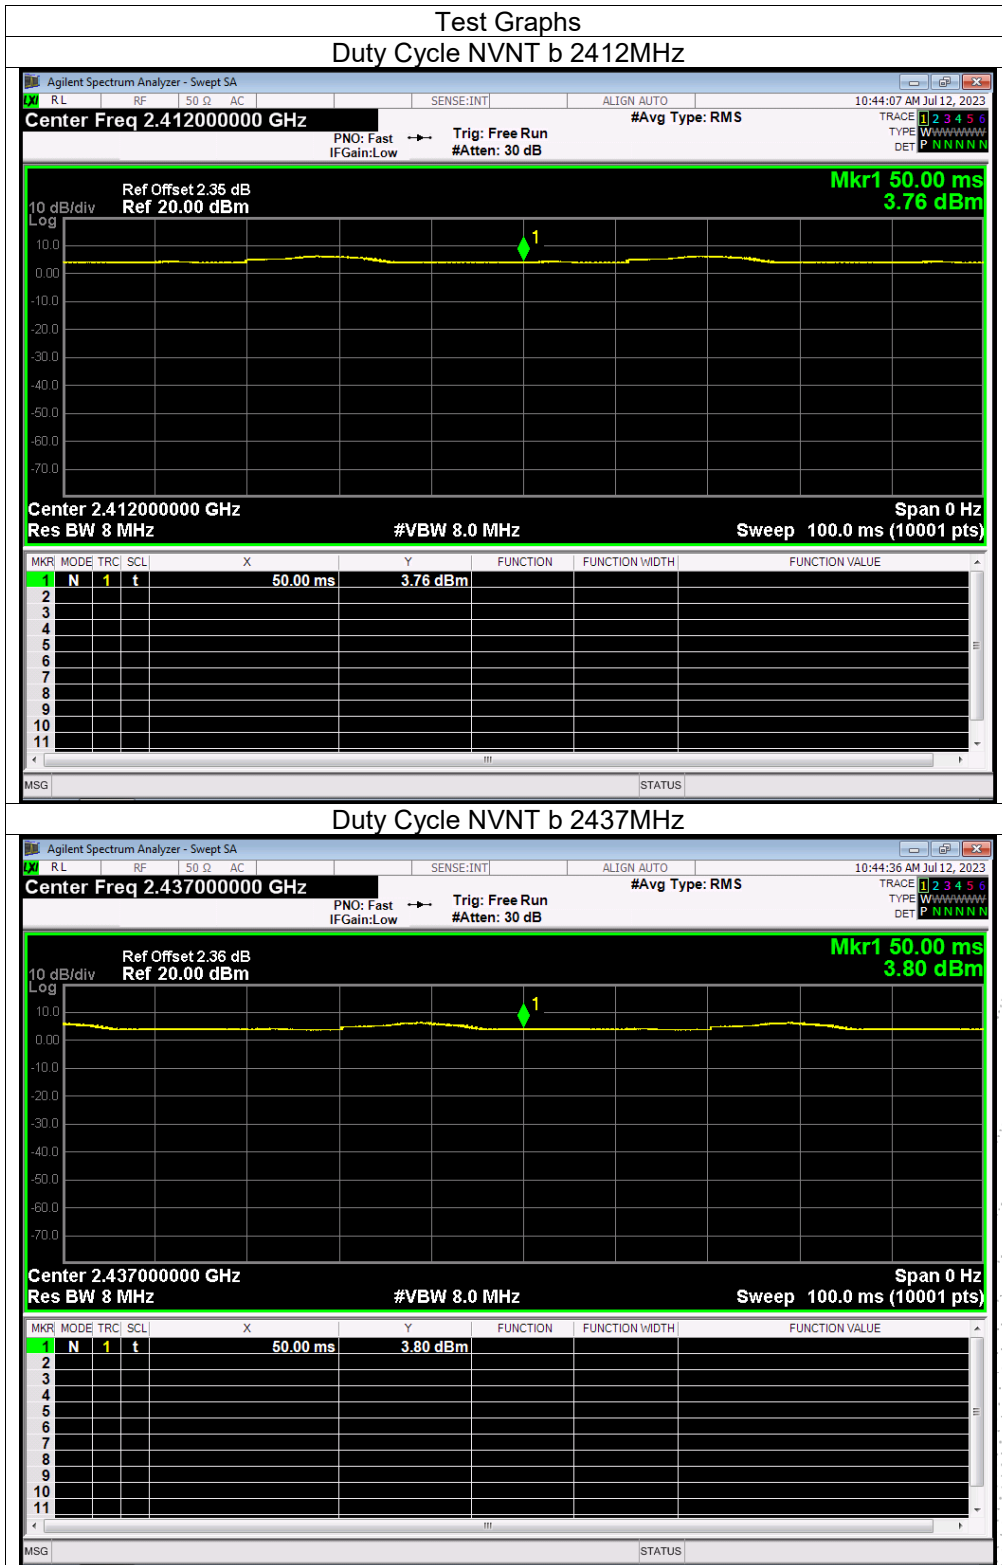 Test Graphs
Duty Cycle NVNT b 2412MHz
Agilent Spectrum Analyzer - Swept SA
LXI RL RF 50 Ω AC SENSE:INT ALIGN AUTO 10:44:07 AM Jul 12, 2023
Center Freq 2.412000000 GHz #Avg Type: RMS TRACE 1 2 3 4 5 6
PNO: Fast Trig: Free Run TYPE WWWWWW
IFGain:Low #Atten: 30 dB DET P N N N N N
Mkr1 50.00 ms
Ref Offset 2.35 dB
10 dB/div Ref 20.00 dBm 3.76 dBm
Log
1
10.0
0.00
-10.0
-20.0
-30.0
-40.0
-50.0
-60.0
-70.0
Center 2.412000000 GHz Span 0 Hz
Res BW 8 MHz #VBW 8.0 MHz Sweep 100.0 ms (10001 pts)
MKR MODE TRC SCL X Y FUNCTION FUNCTION WIDTH FUNCTION VALUE
1 N 1 t 50.00 ms 3.76 dBm
2
3
4
5
6
7
8
9
10
11
MSG STATUS
Duty Cycle NVNT b 2437MHz
Agilent Spectrum Analyzer - Swept SA
LXI RL RF 50 Ω AC SENSE:INT ALIGN AUTO 10:44:36 AM Jul 12, 2023
Center Freq 2.437000000 GHz #Avg Type: RMS TRACE 1 2 3 4 5 6
PNO: Fast Trig: Free Run TYPE WWWWWW
IFGain:Low #Atten: 30 dB DET P N N N N N
Mkr1 50.00 ms
Ref Offset 2.36 dB
10 dB/div Ref 20.00 dBm 3.80 dBm
Log
1
10.0
0.00
-10.0
-20.0
-30.0
-40.0
-50.0
-60.0
-70.0
Center 2.437000000 GHz Span 0 Hz
Res BW 8 MHz #VBW 8.0 MHz Sweep 100.0 ms (10001 pts)
MKR MODE TRC SCL X Y FUNCTION FUNCTION WIDTH FUNCTION VALUE
1 N 1 t 50.00 ms 3.80 dBm
2
3
4
5
6
7
8
9
10
11
MSG STATUS